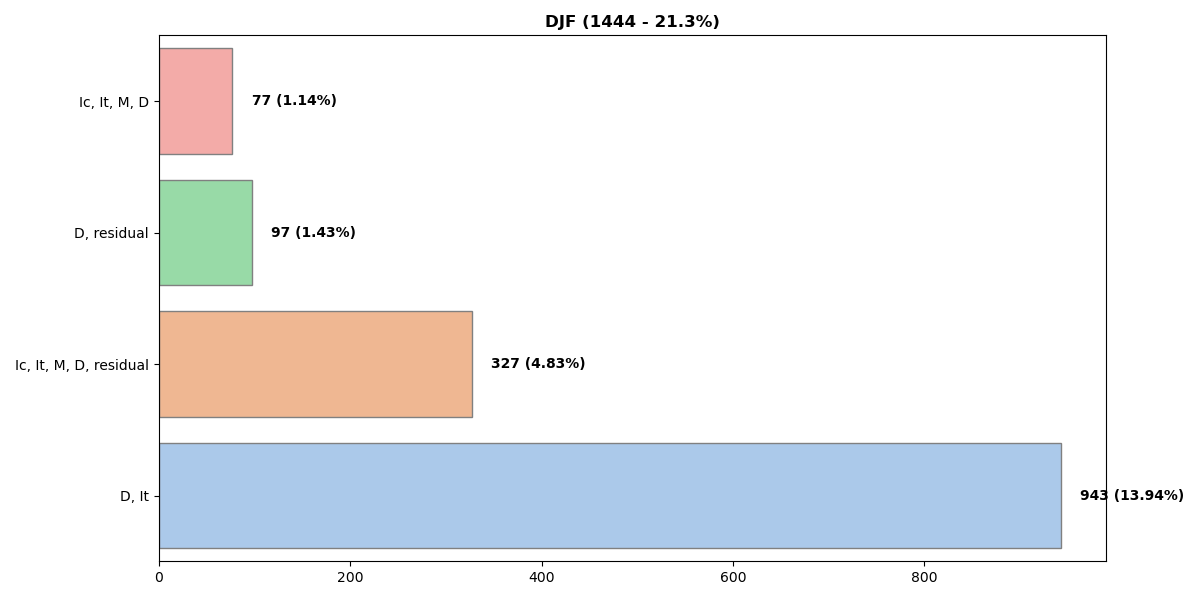 DJF (1444 - 21.3%)
Ic, It, M, D
77 (1.14%)
D, residual
97 (1.43%)
Ic, It, M, D, residual
327 (4.83%)
D, It
943 (13.94%)
0 200 400 600 800